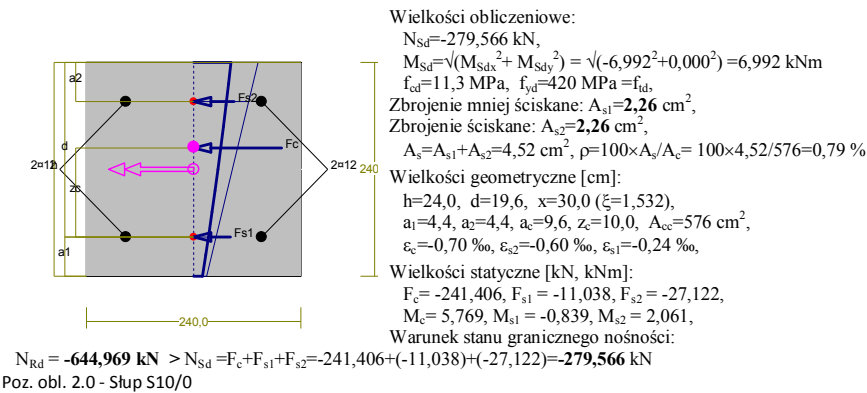 Wielkości obliczeniowe:
N_Sd=-279,566 kN,
M_Sd=√(M_Sdx²+ M_Sdy²) = √(-6,992²+0,000²) =6,992 kNm
f_cd=11,3 MPa, f_yd=420 MPa =f_td,
Zbrojenie mniej ściskane: A_s1=2,26 cm²,
Zbrojenie ściskane: A_s2=2,26 cm²,
A_s=A_s1+A_s2=4,52 cm², ρ=100×A_s/A_c= 100×4,52/576=0,79 %
Wielkości geometryczne [cm]:
h=24,0, d=19,6, x=30,0 (ξ=1,532),
a_1=4,4, a_2=4,4, a_c=9,6, z_c=10,0, A_cc=576 cm²,
ε_c=-0,70 ‰, ε_s2=-0,60 ‰, ε_s1=-0,24 ‰,
Wielkości statyczne [kN, kNm]:
F_c= -241,406, F_s1 = -11,038, F_s2 = -27,122,
M_c= 5,769, M_s1 = -0,839, M_s2 = 2,061,
Warunek stanu granicznego nośności:
N_Rd = -644,969 kN > N_Sd =F_c+F_s1+F_s2=-241,406+(-11,038)+(-27,122)=-279,566 kN
Poz. obl. 2.0 - Słup S10/0
a2
Fs2
d
Fc
2¤12
h
2¤12
240
zc
Fs1
a1
240,0